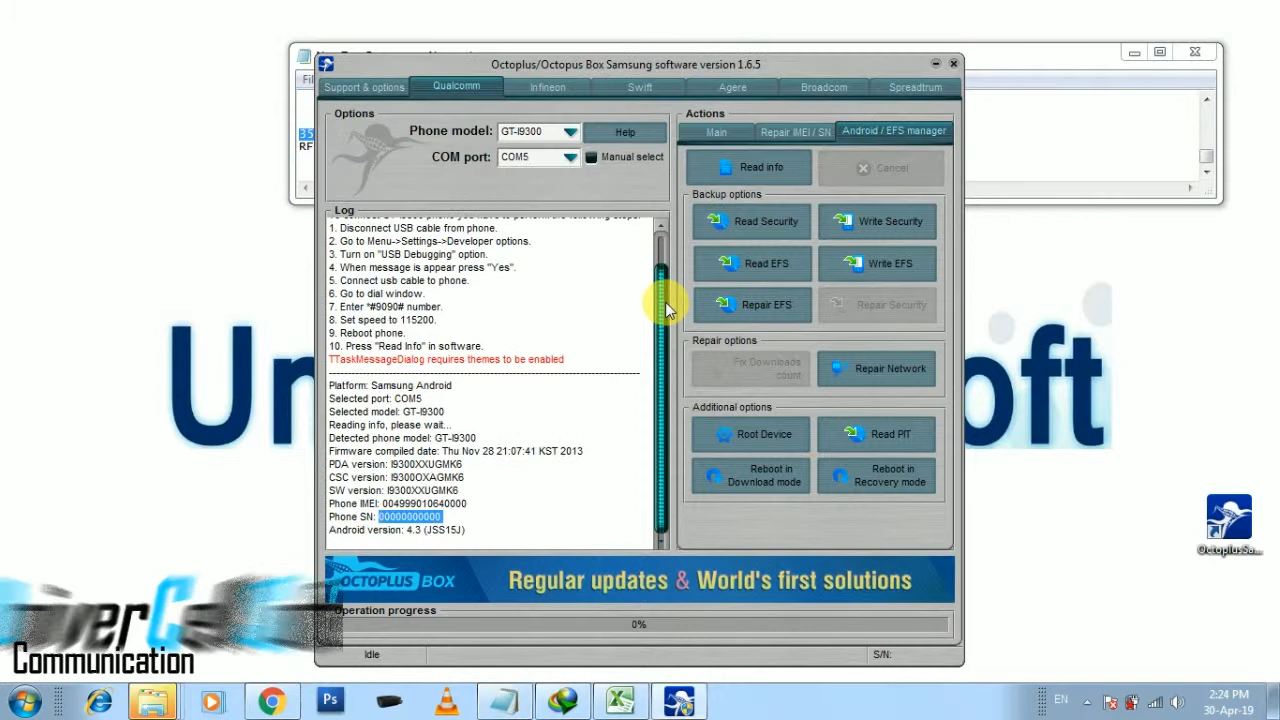 Octoplus/Octopus Box Samsung software version 1.6.5
Support & options
Qualcomm
Infineon
Swift
Agere
Broadcom
Spreadtrum
Options
Phone model:
GT-I9300
Help
COM port:
COM5
Manual select
Log
1. Disconnect USB cable from phone.
2. Go to Menu->Settings->Developer options.
3. Turn on "USB Debugging" option.
4. When message is appear press "Yes".
5. Connect usb cable to phone.
6. Go to dial window.
7. Enter *#9090# number.
8. Set speed to 115200.
9. Reboot phone.
10. Press "Read Info" in software.
TTaskMessageDialog requires themes to be enabled
Platform: Samsung Android
Selected port: COM5
Selected model: GT-I9300
Reading info, please wait...
Detected phone model: GT-I9300
Firmware compiled date: Thu Nov 28 21:07:41 KST 2013
PDA version: I9300XXUGMK6
CSC version: I9300OXAGMK6
SW version: I9300XXUGMK6
Phone IMEI: 004999010640000
Phone SN: 00000000000
Android version: 4.3 (JSS15J)
Actions
Main
Repair IMEI / SN
Android / EFS manager
Read info
Cancel
Backup options
Read Security
Write Security
Read EFS
Write EFS
Repair EFS
Repair Security
Repair options
Fix Downloads
count
Repair Network
Additional options
Root Device
Read PIT
Reboot in
Download mode
Reboot in
Recovery mode
OCTOPLUS BOX
Regular updates & World's first solutions
Operation progress
0%
Idle
S/N:
35
RF
Un
oft
OctoplusSa...
Communication
Ps
EN
2:24 PM
30-Apr-19